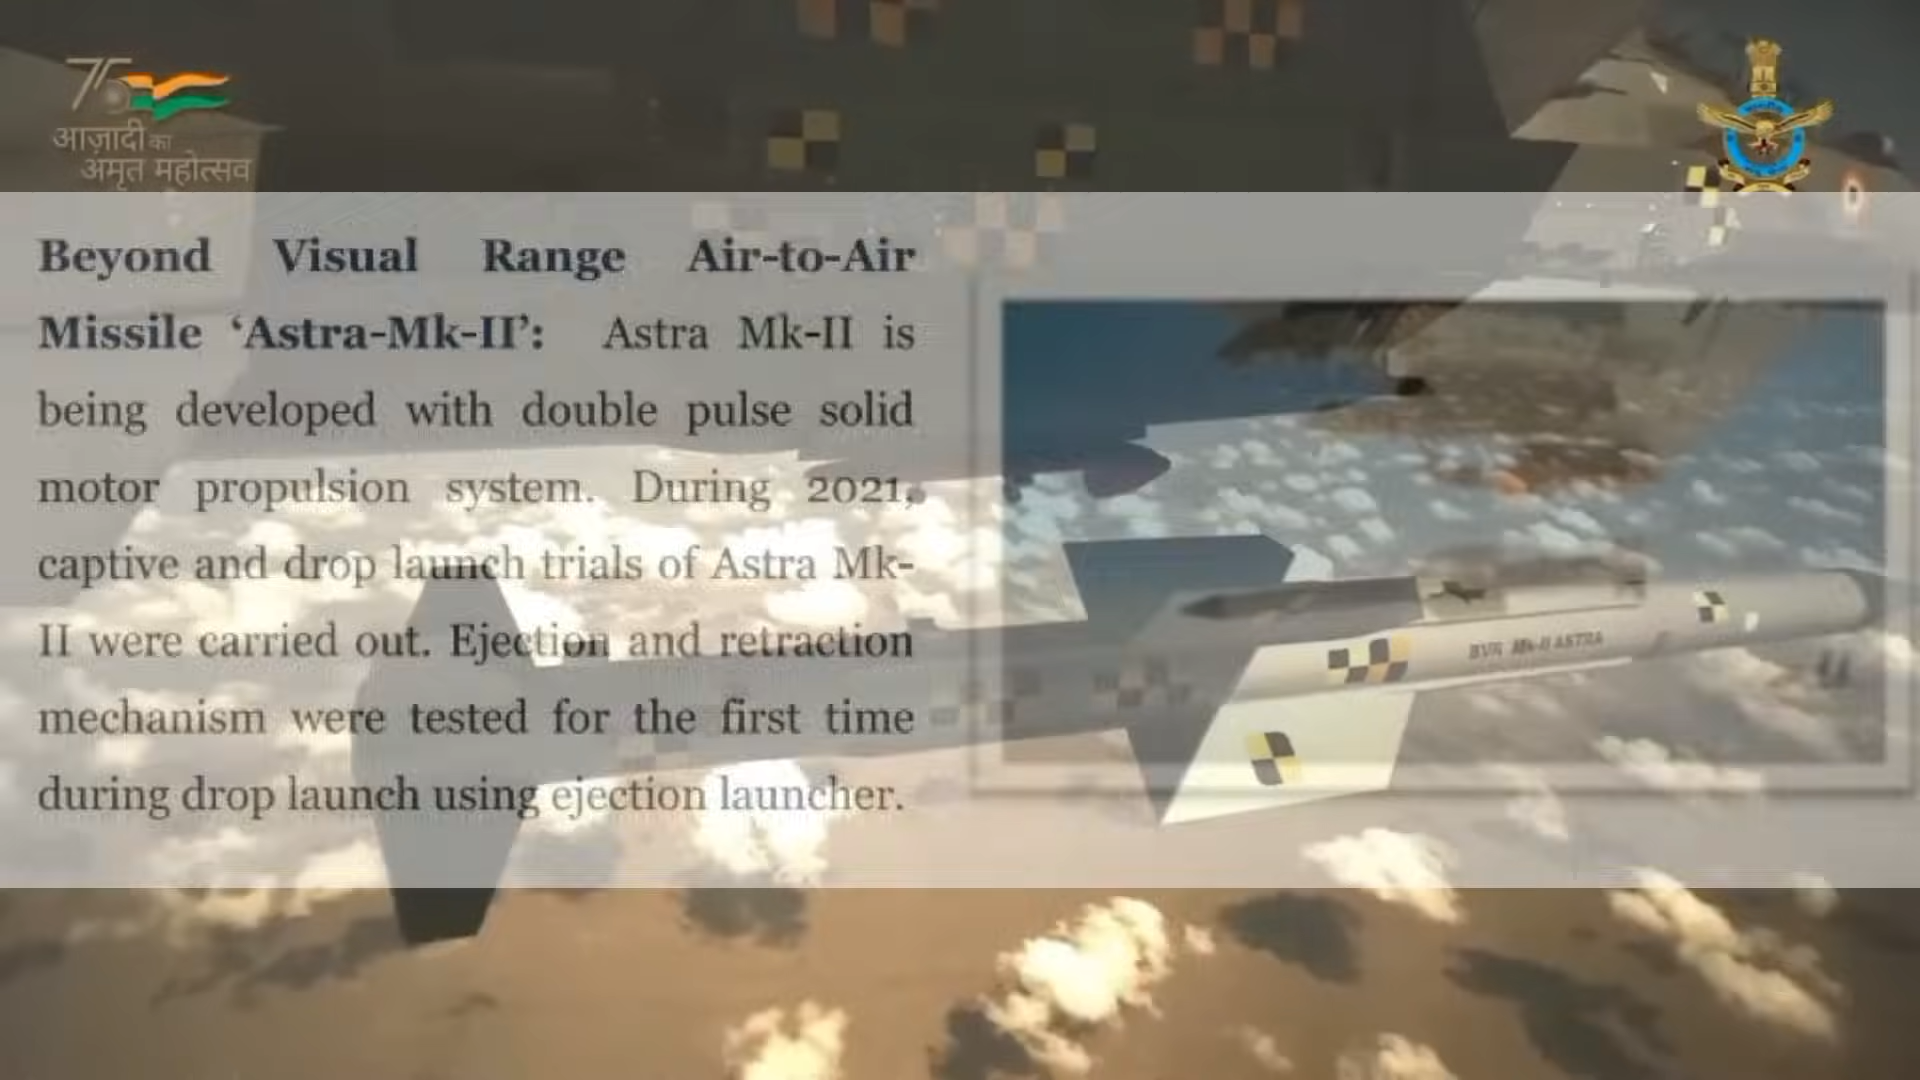 75
आज़ादी का
अमृत महोत्सव
Beyond Visual Range Air-to-Air
Missile ‘Astra-Mk-II’: Astra Mk-II is
being developed with double pulse solid
motor propulsion system. During 2021,
captive and drop launch trials of Astra Mk-
II were carried out. Ejection and retraction
mechanism were tested for the first time
during drop launch using ejection launcher.
BVR Mk-II ASTRA